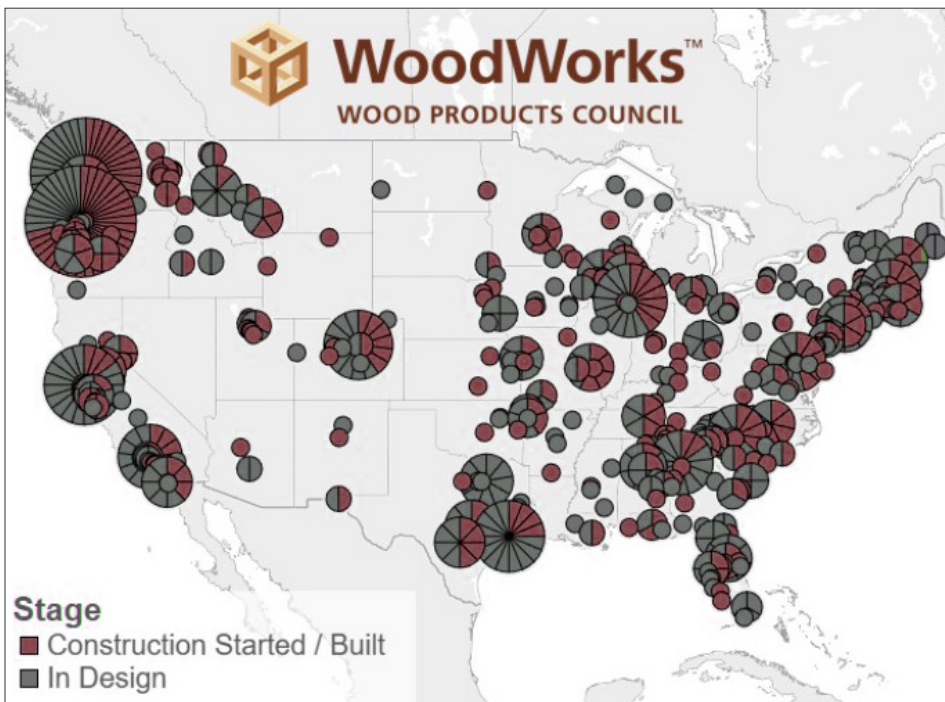 WoodWorks™
WOOD PRODUCTS COUNCIL
Stage
Construction Started / Built
In Design